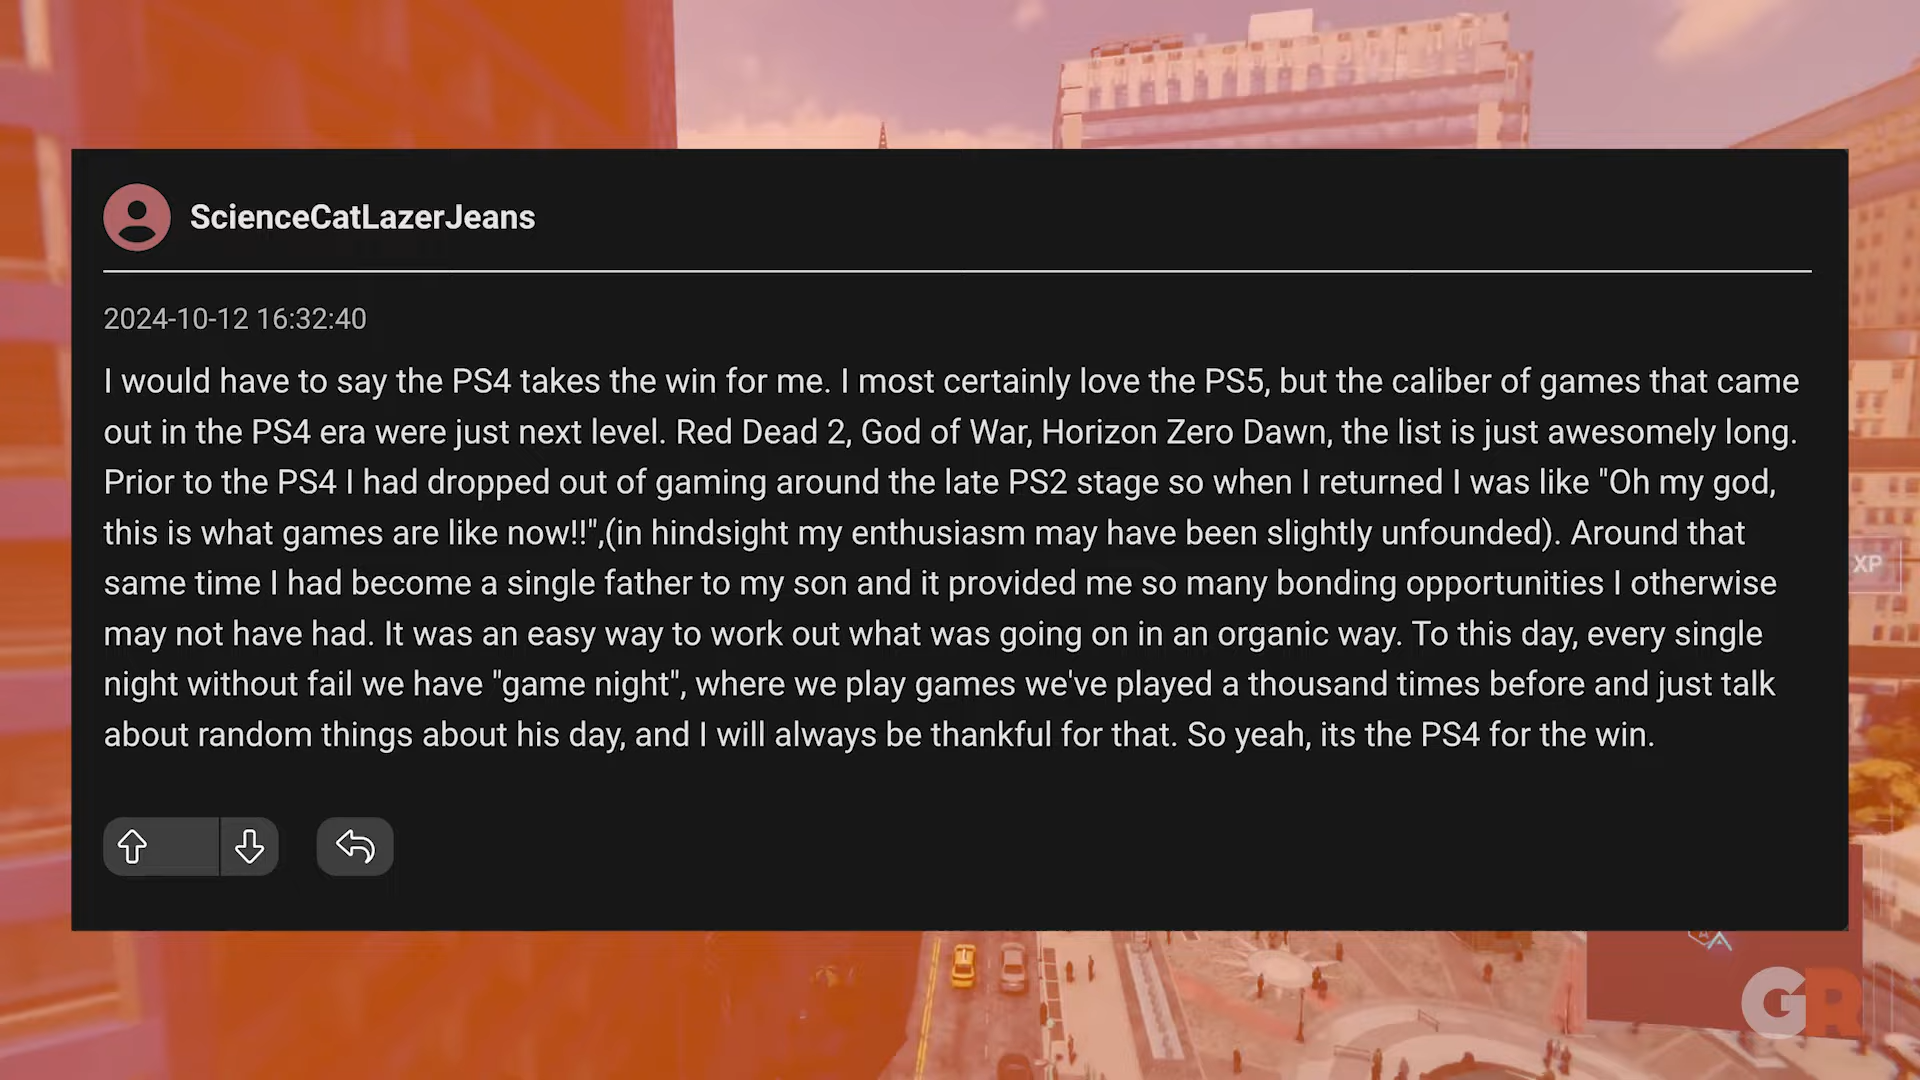 ScienceCatLazerJeans
2024-10-12 16:32:40
I would have to say the PS4 takes the win for me. I most certainly love the PS5, but the caliber of games that came
out in the PS4 era were just next level. Red Dead 2, God of War, Horizon Zero Dawn, the list is just awesomely long.
Prior to the PS4 I had dropped out of gaming around the late PS2 stage so when I returned I was like "Oh my god,
this is what games are like now!!",(in hindsight my enthusiasm may have been slightly unfounded). Around that
same time I had become a single father to my son and it provided me so many bonding opportunities I otherwise
may not have had. It was an easy way to work out what was going on in an organic way. To this day, every single
night without fail we have "game night", where we play games we've played a thousand times before and just talk
about random things about his day, and I will always be thankful for that. So yeah, its the PS4 for the win.
XP
GR